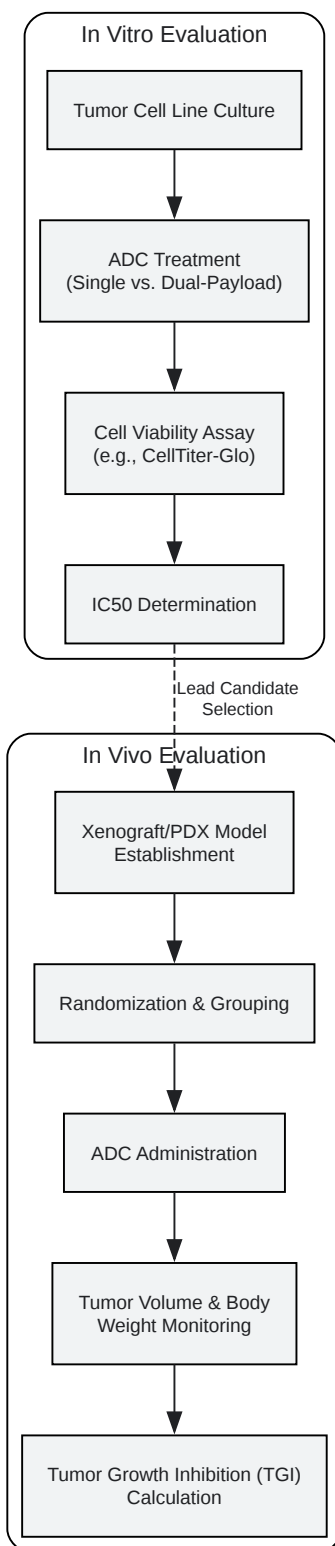 In Vitro Evaluation
Tumor Cell Line Culture
ADC Treatment
(Single vs. Dual-Payload)
Cell Viability Assay
(e.g., CellTiter-Glo)
IC50 Determination
Lead Candidate
Selection
In Vivo Evaluation
Xenograft/PDX Model
Establishment
Randomization & Grouping
ADC Administration
Tumor Volume & Body
Weight Monitoring
Tumor Growth Inhibition (TGI)
Calculation